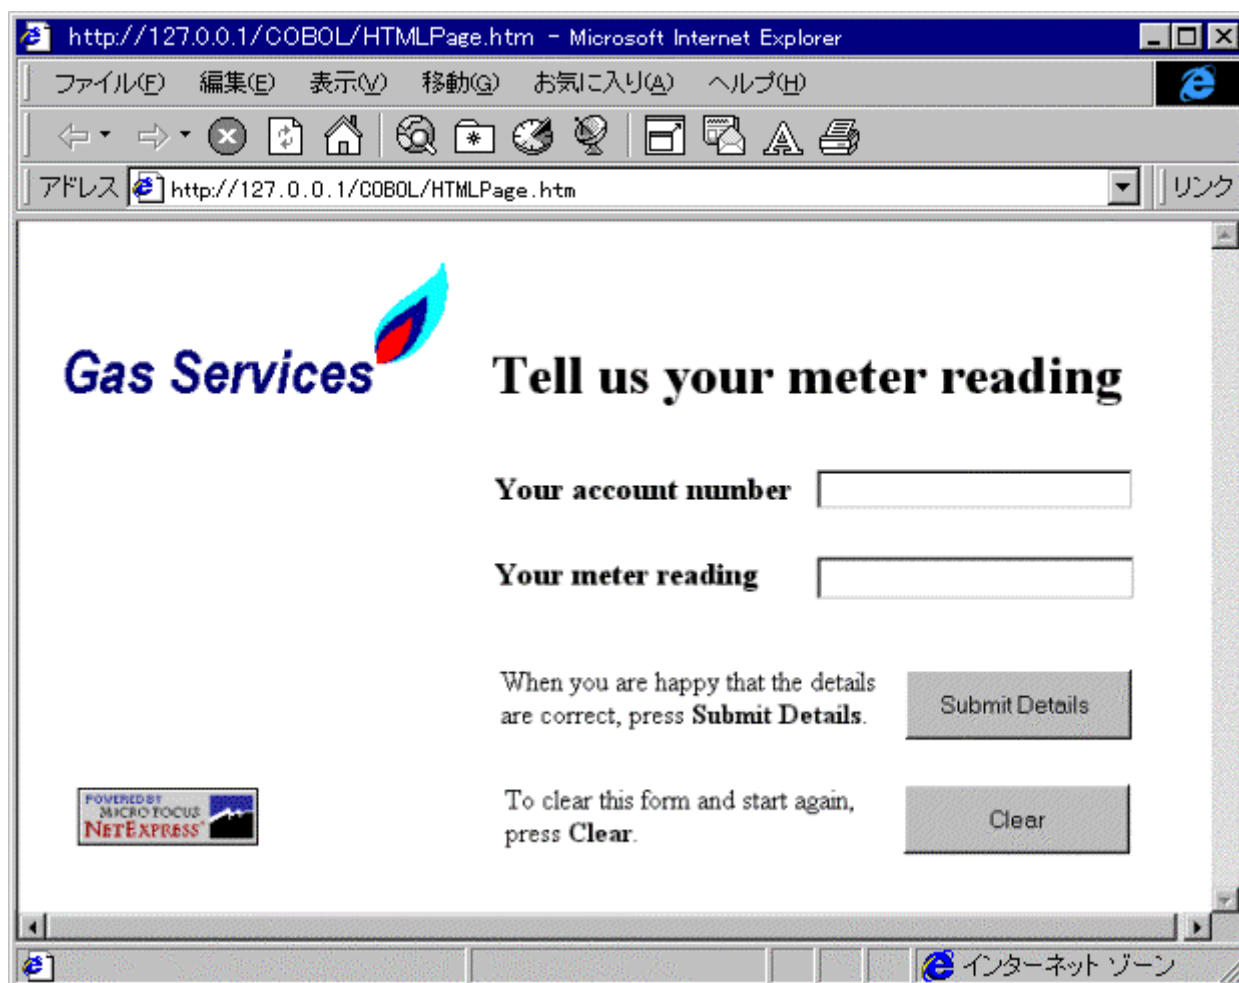 http://127.0.0.1/COBOL/HTMLPage.htm - Microsoft Internet Explorer
ファイル(F) 編集(E) 表示(V) 移動(G) お気に入り(A) ヘルプ(H)
アドレス http://127.0.0.1/COBOL/HTMLPage.htm リンク
Gas Services Tell us your meter reading
Your account number
Your meter reading
When you are happy that the details
are correct, press Submit Details.
Submit Details
POWERED BY
MICRO FOCUS
NETEXPRESS
To clear this form and start again,
press Clear.
Clear
インターネット ゾーン